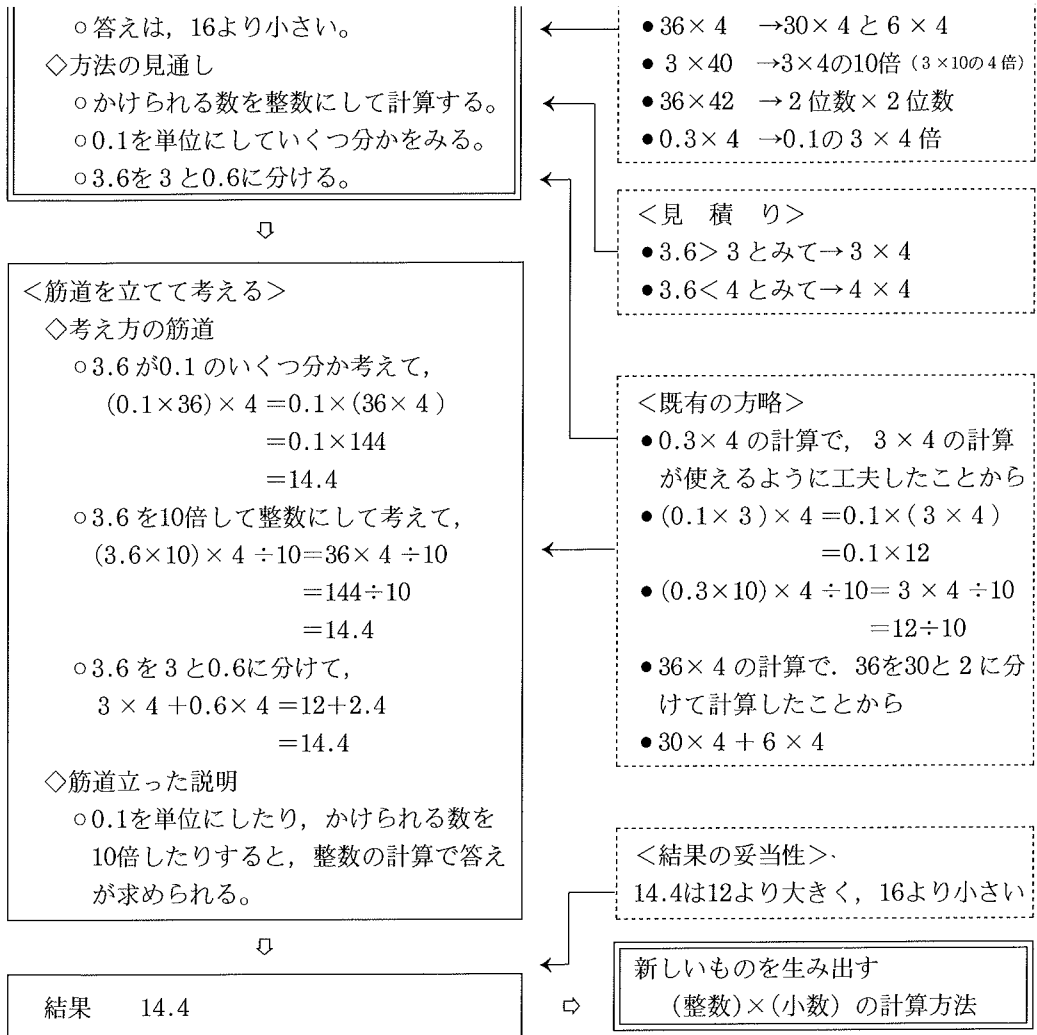 ○答えは，16より小さい。
◇方法の見通し
○かけられる数を整数にして計算する。
○0.1を単位にしていくつ分かをみる。
○3.6を3と0.6に分ける。
⇩
＜筋道を立てて考える＞
◇考え方の筋道
○3.6が0.1のいくつ分か考えて，
(0.1×36)×4＝0.1×(36×4)
＝0.1×144
＝14.4
○3.6を10倍して整数にして考えて，
(3.6×10)×4÷10＝36×4÷10
＝144÷10
＝14.4
○3.6を3と0.6に分けて，
3×4＋0.6×4＝12＋2.4
＝14.4
◇筋道立った説明
○0.1を単位にしたり，かけられる数を
10倍したりすると，整数の計算で答え
が求められる。
⇩
結果　14.4
⇨
●36×4　→30×4と6×4
●3×40　→3×4の10倍（3×10の4倍）
●36×42　→2位数×2位数
●0.3×4　→0.1の3×4倍
＜見　積　り＞
●3.6＞3とみて→3×4
●3.6＜4とみて→4×4
＜既有の方略＞
●0.3×4の計算で，3×4の計算
が使えるように工夫したことから
●(0.1×3)×4＝0.1×(3×4)
＝0.1×12
●(0.3×10)×4÷10＝3×4÷10
＝12÷10
●36×4の計算で．36を30と2に分
けて計算したことから
●30×4＋6×4
＜結果の妥当性＞
14.4は12より大きく，16より小さい
新しいものを生み出す
(整数)×(小数）の計算方法